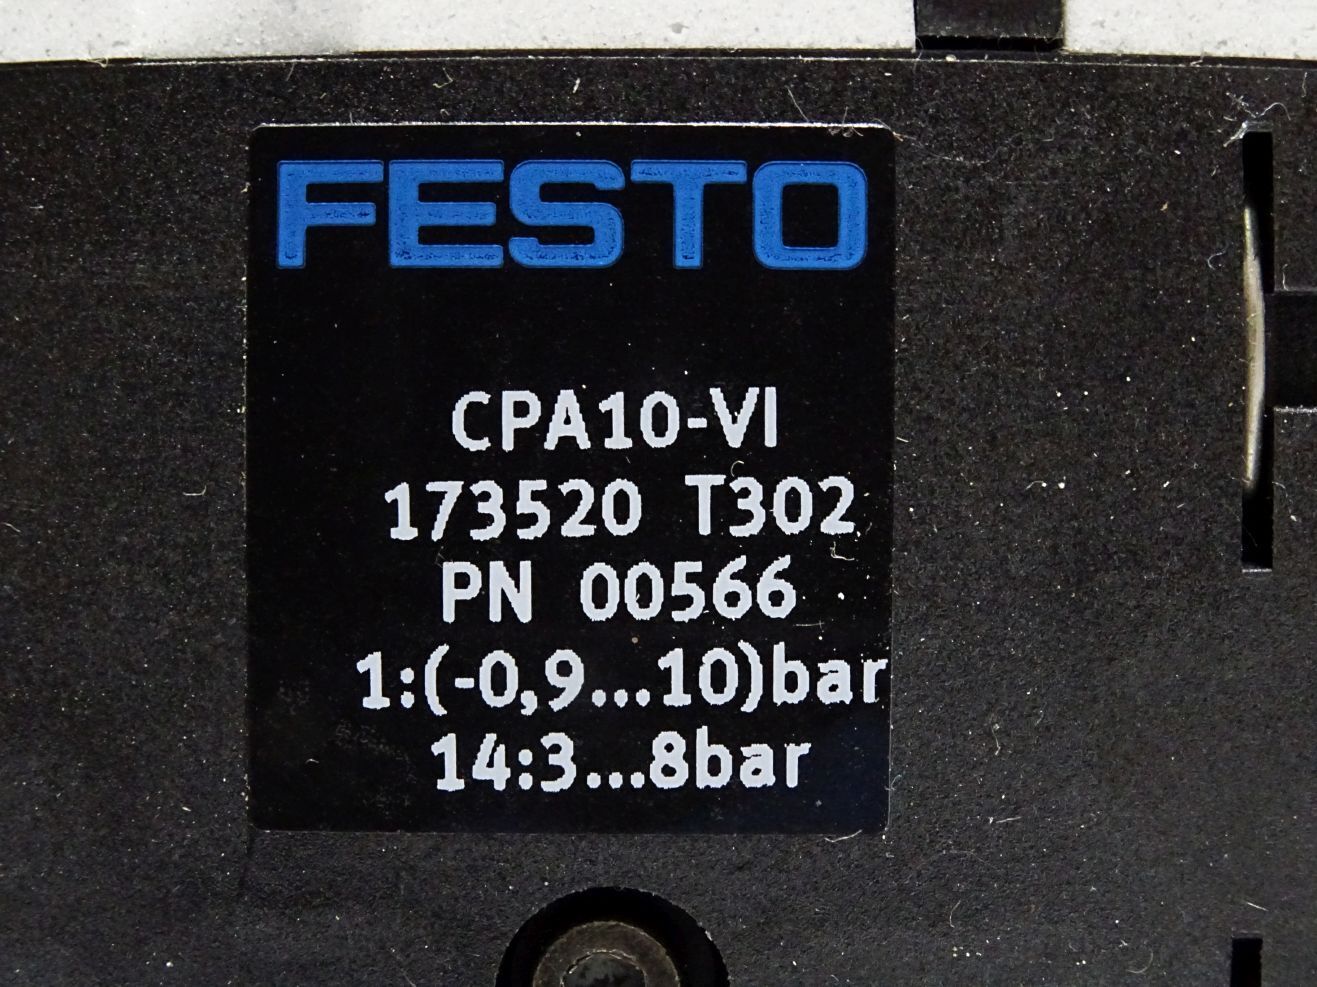 FESTO
CPA10-VI
173520 T302
PN 00566
1:(-0,9...10)bar
14:3...8bar